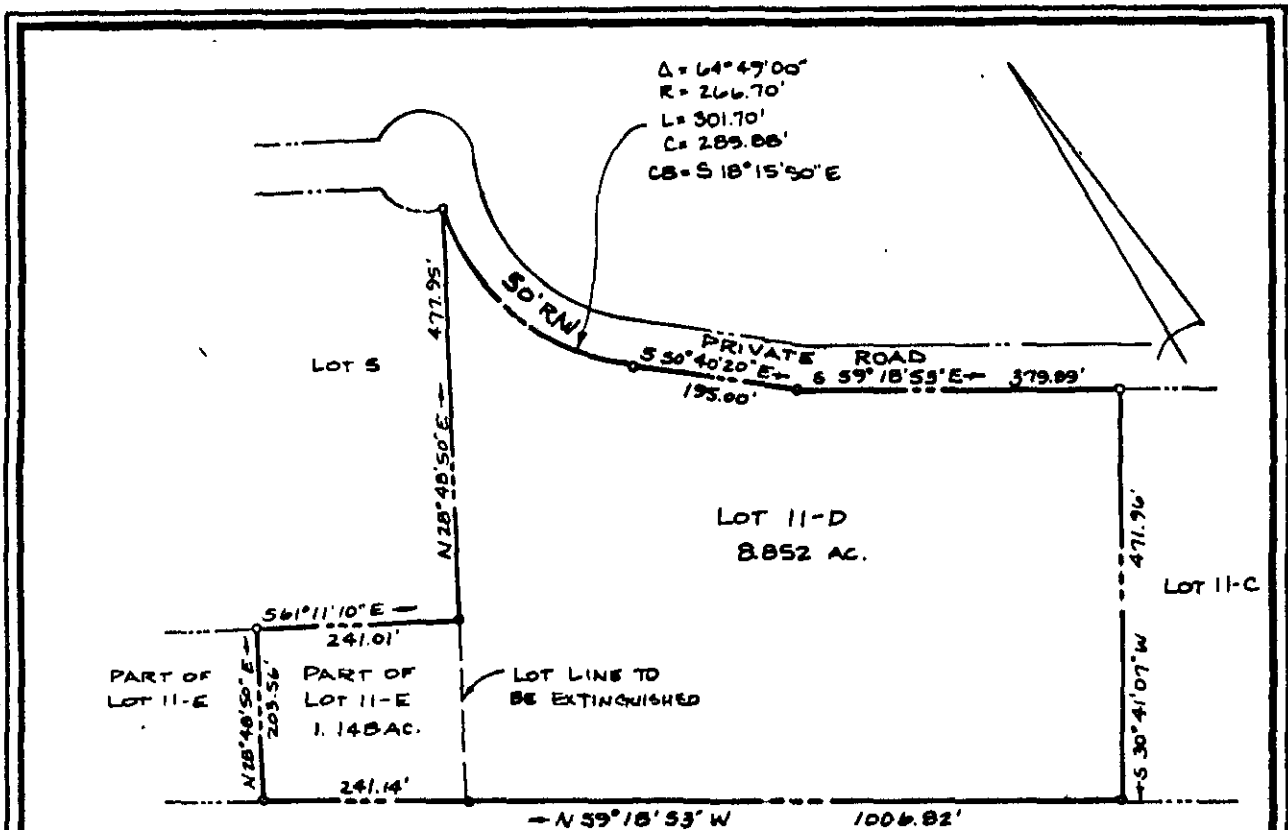 Δ = 64°49'00"
R = 266.70'
L = 301.70'
C = 285.88'
CB = S 18°15'50" E
50' R/W
PRIVATE ROAD
S 50°40'20" E
195.00'
S 59°18'53" E
379.89'
LOT 5
N 28°48'50" E
477.95'
LOT 11-D
8.852 AC.
471.96'
S 30°41'07" W
LOT 11-C
S 61°11'10" E
241.01'
PART OF
LOT 11-E
N 28°48'50" E
203.56'
PART OF
LOT 11-E
1.148 AC.
LOT LINE TO
BE EXTINGUISHED
241.14'
N 59°18'53" W
1006.82'